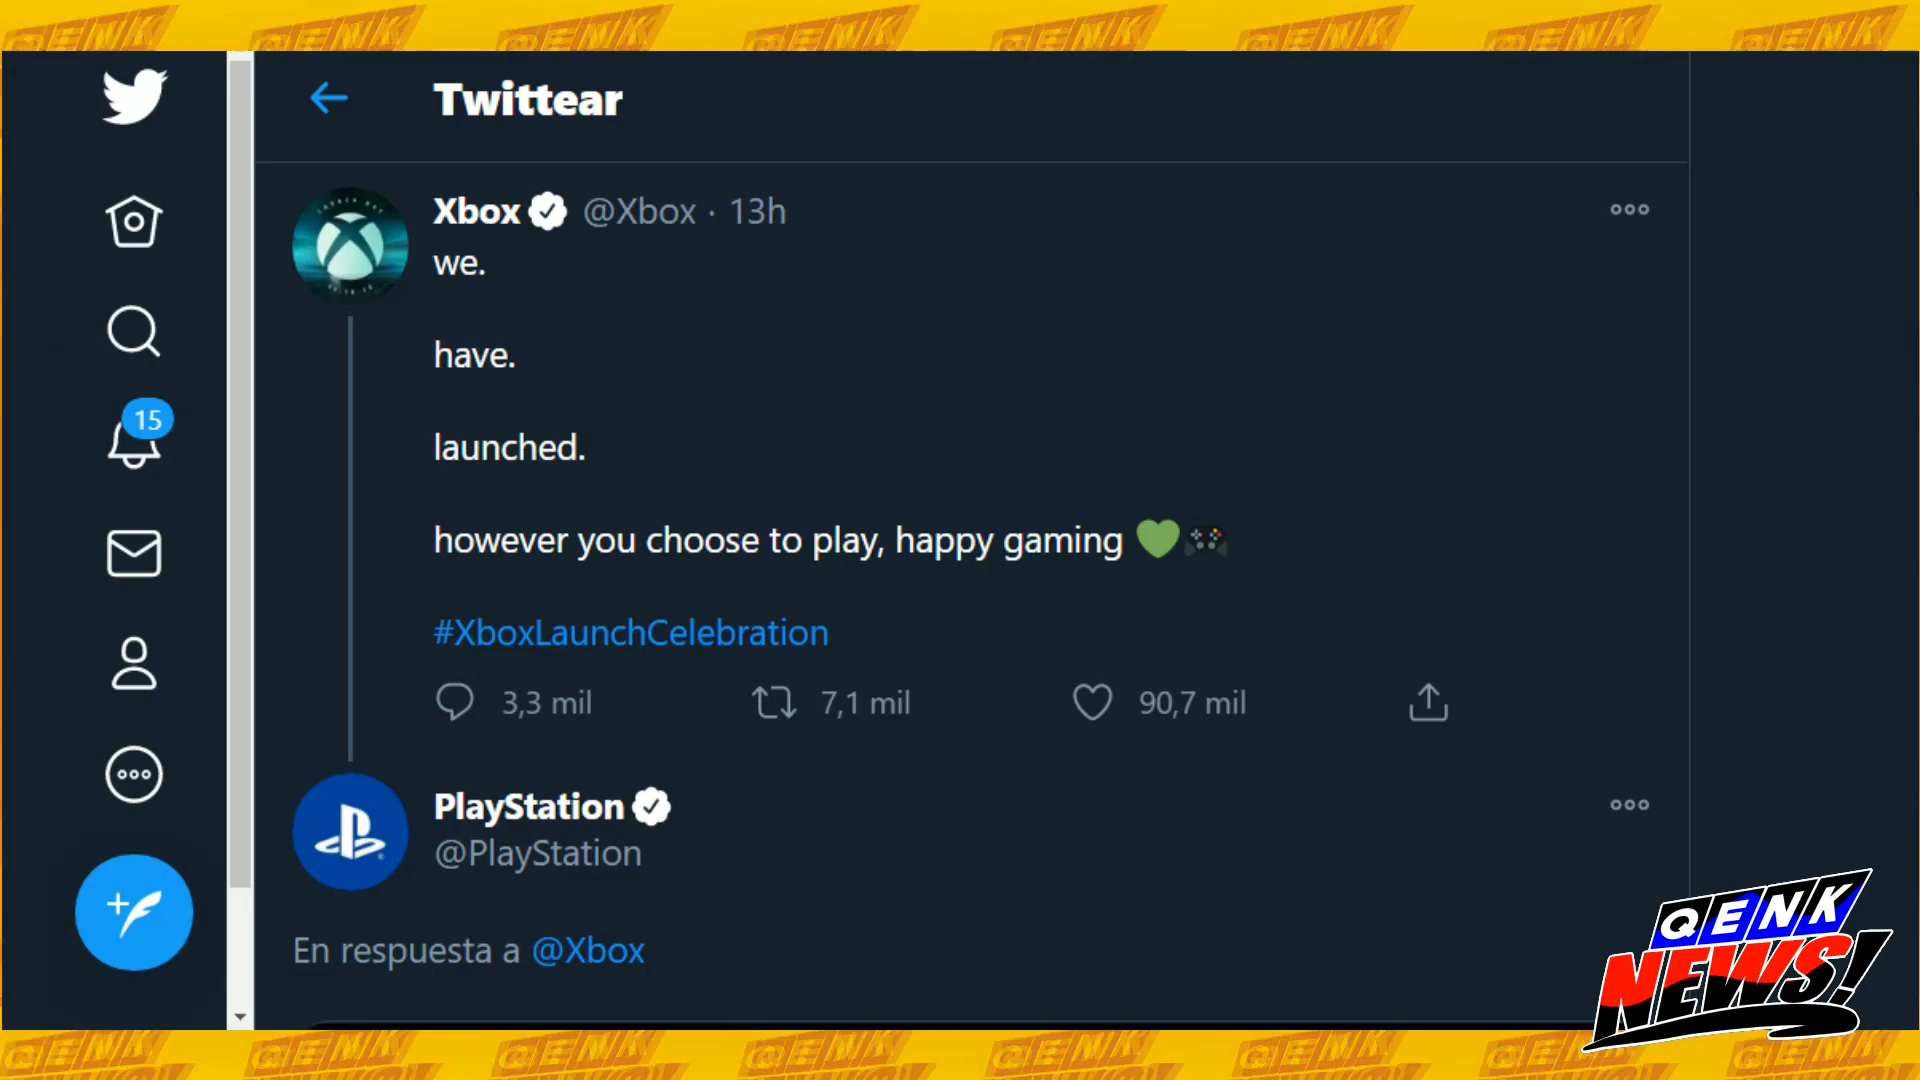 Twittear
Xbox @Xbox · 13h
we.
have.
launched.
however you choose to play, happy gaming 💚🎮
#XboxLaunchCelebration
15
3,3 mil 7,1 mil 90,7 mil
PlayStation
@PlayStation
En respuesta a @Xbox
QENK
NEWS!